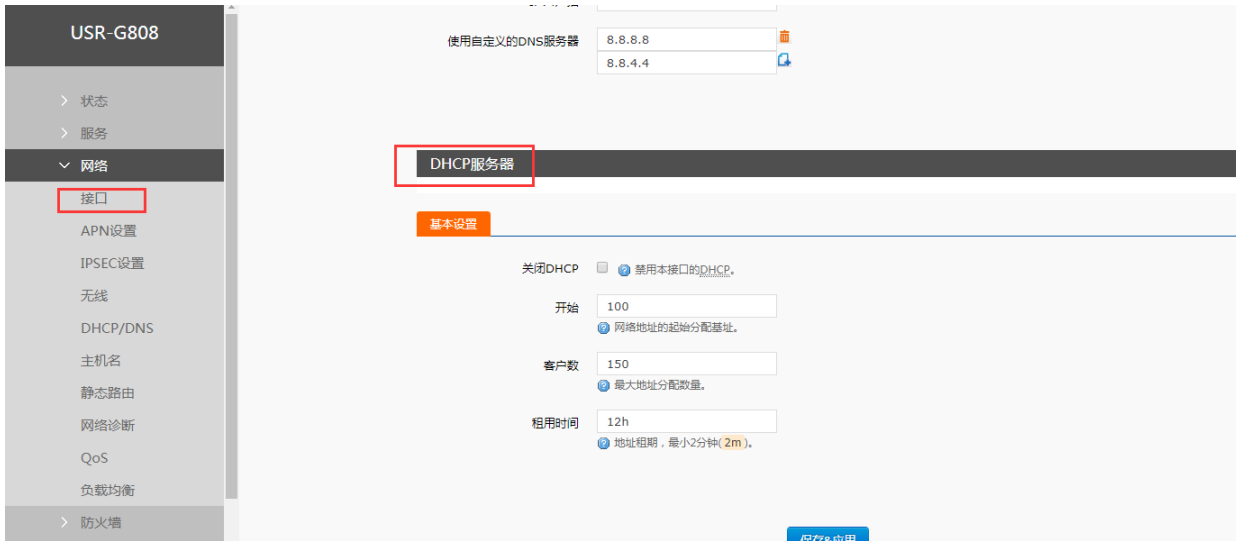 USR-G808
状态
服务
网络
接口
APN设置
IPSEC设置
无线
DHCP/DNS
主机名
静态路由
网络诊断
QoS
负载均衡
防火墙
使用自定义的DNS服务器
8.8.8.8
8.8.4.4
DHCP服务器
基本设置
关闭DHCP
禁用本接口的DHCP。
开始
100
网络地址的起始分配基址。
客户数
150
最大地址分配数量。
租用时间
12h
地址租期，最小2分钟(2m)。
保存&应用